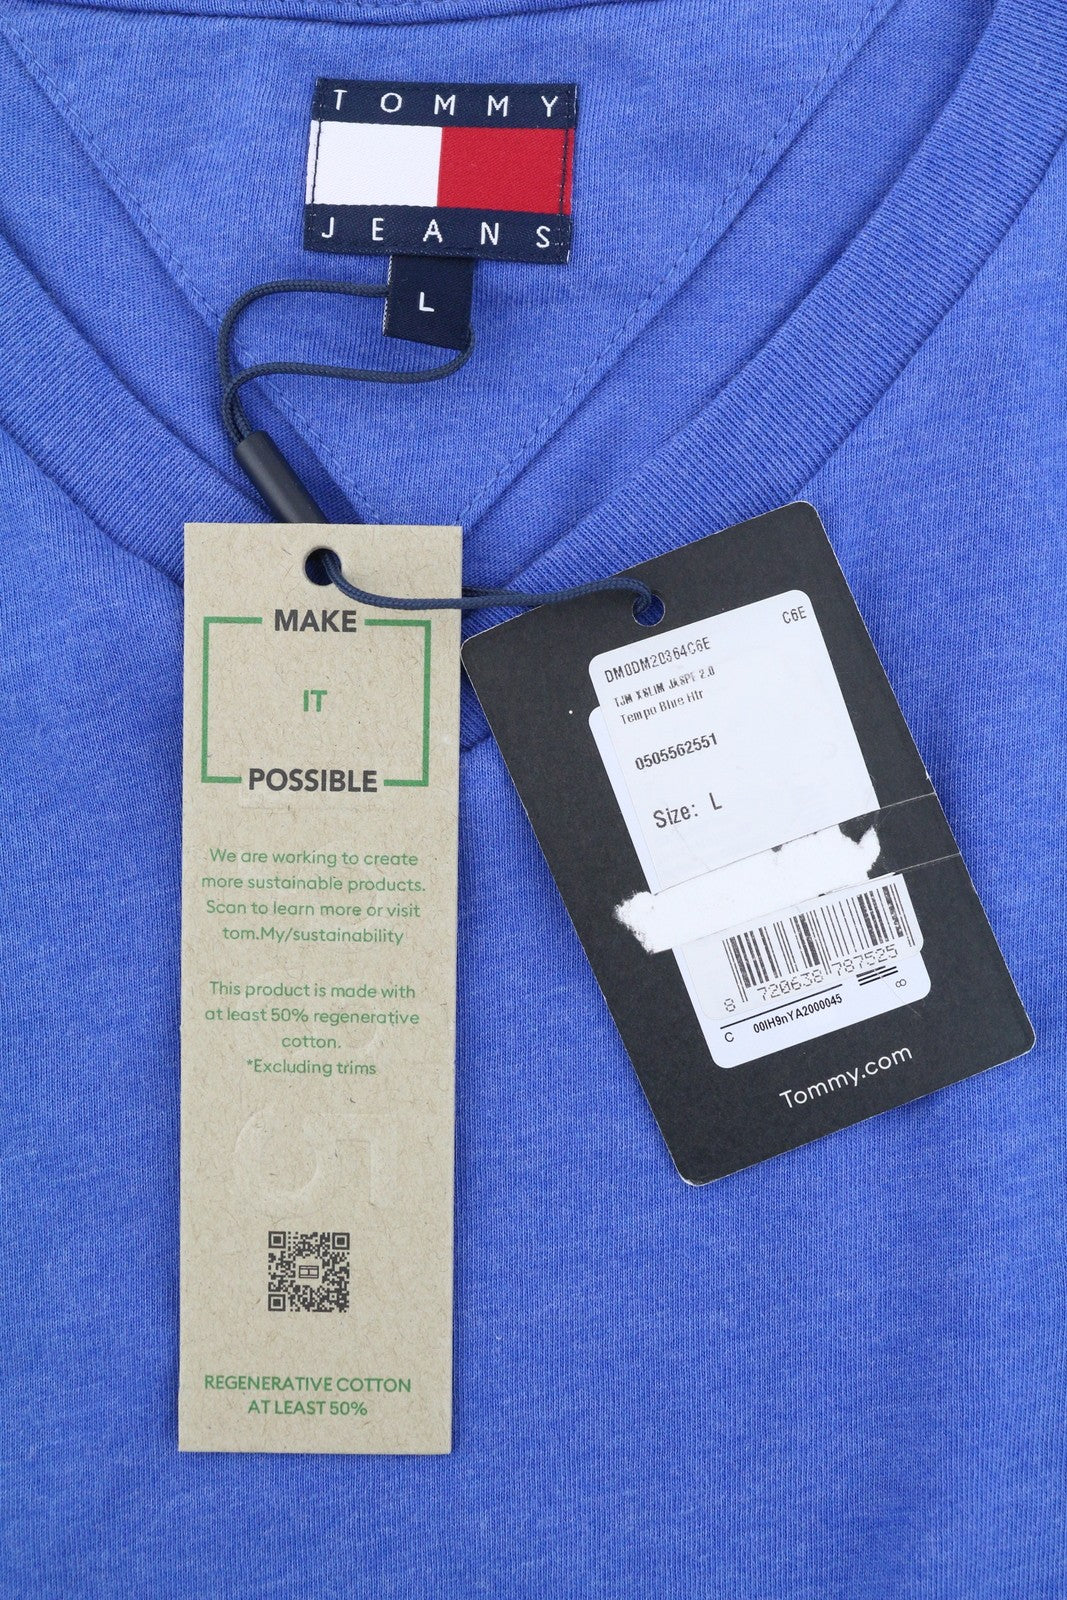 TOMMY
JEANS
L
MAKE
IT
POSSIBLE
We are working to create
more sustainable products.
Scan to learn more or visit
tom.My/sustainability
This product is made with
at least 50% regenerative
cotton.
*Excluding trims
REGENERATIVE COTTON
AT LEAST 50%
C6E
DM0DM20364C6E
TJM XSLIM JASPE 2.0
Tempo Blue Htr
0505562551
Size: L
8 720638 787525
C 00IH9nYA2000045 8
Tommy.com